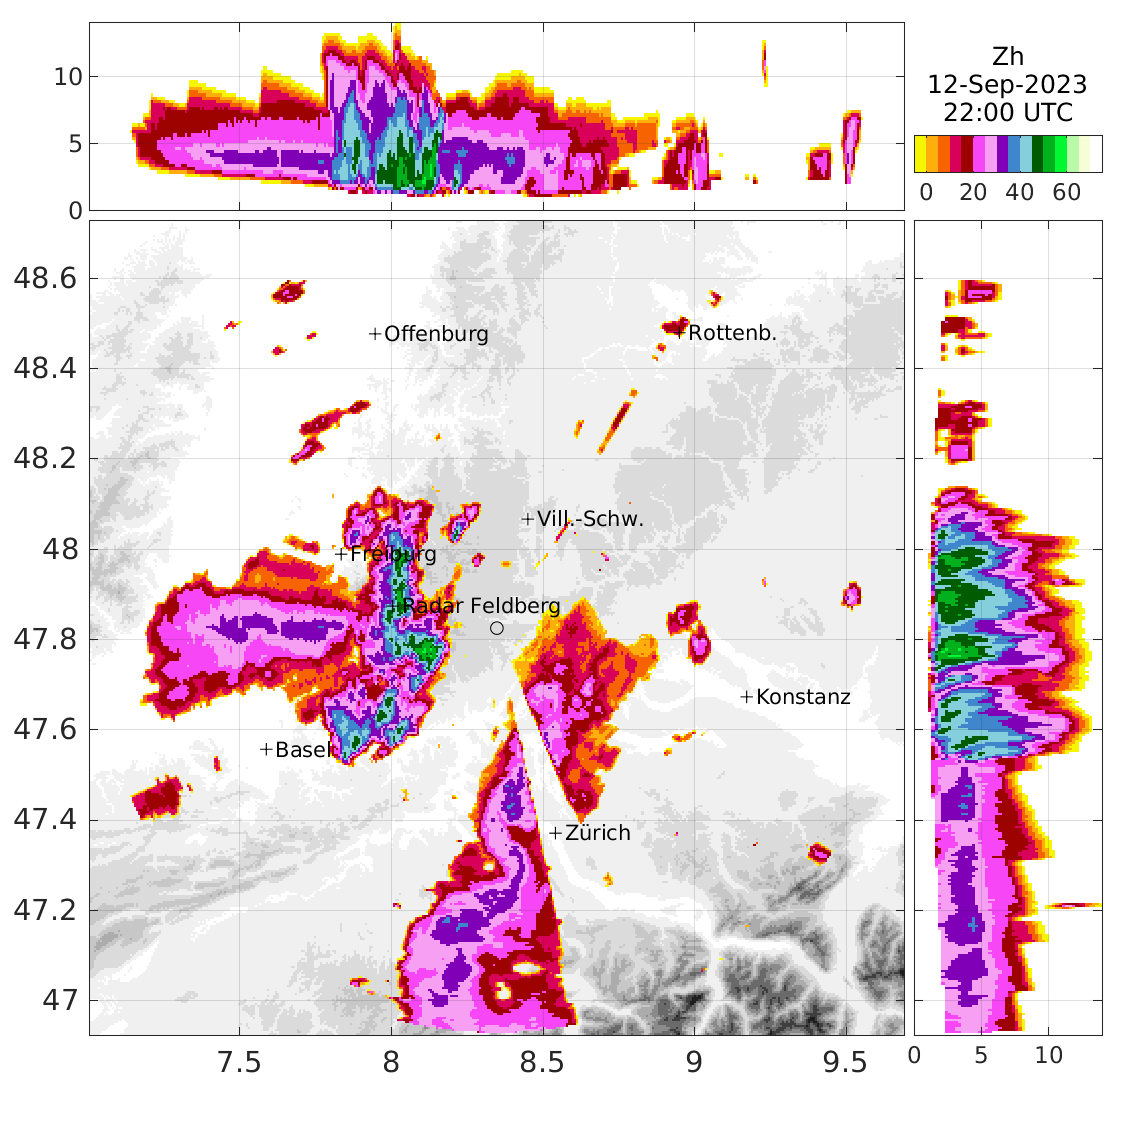 10
5
0
Zh
12-Sep-2023
22:00 UTC
0 20 40 60
48.6
48.4
48.2
48
47.8
47.6
47.4
47.2
47
+Offenburg
+Rottenb.
+Vill.-Schw.
+Freiburg
+Radar Feldberg
+Konstanz
+Basel
+Zürich
7.5 8 8.5 9 9.5
0 5 10